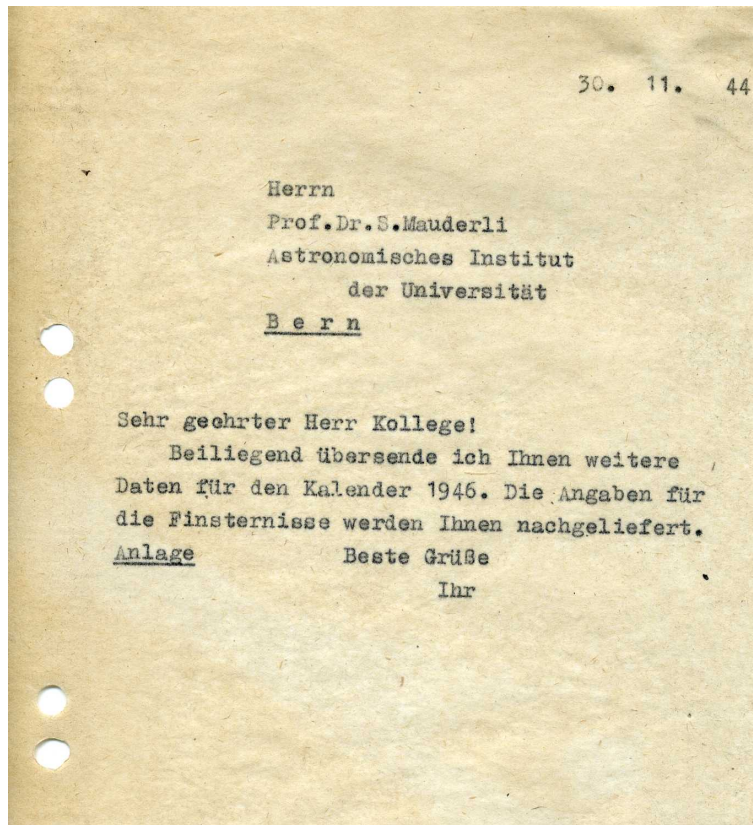 30. 11. 44
Herrn
Prof.Dr.S.Mauderli
Astronomisches Institut
der Universität
B e r n
Sehr geehrter Herr Kollege!
Beiliegend übersende ich Ihnen weitere
Daten für den Kalender 1946. Die Angaben für
die Finsternisse werden Ihnen nachgeliefert.
Anlage Beste Grüße
Ihr